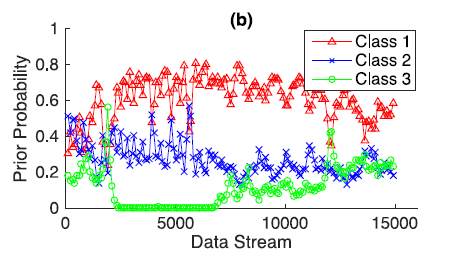 (b)
1
0.8
0.6
0.4
0.2
0
Prior Probability
Class 1
Class 2
Class 3
0 5000 10000 15000
Data Stream